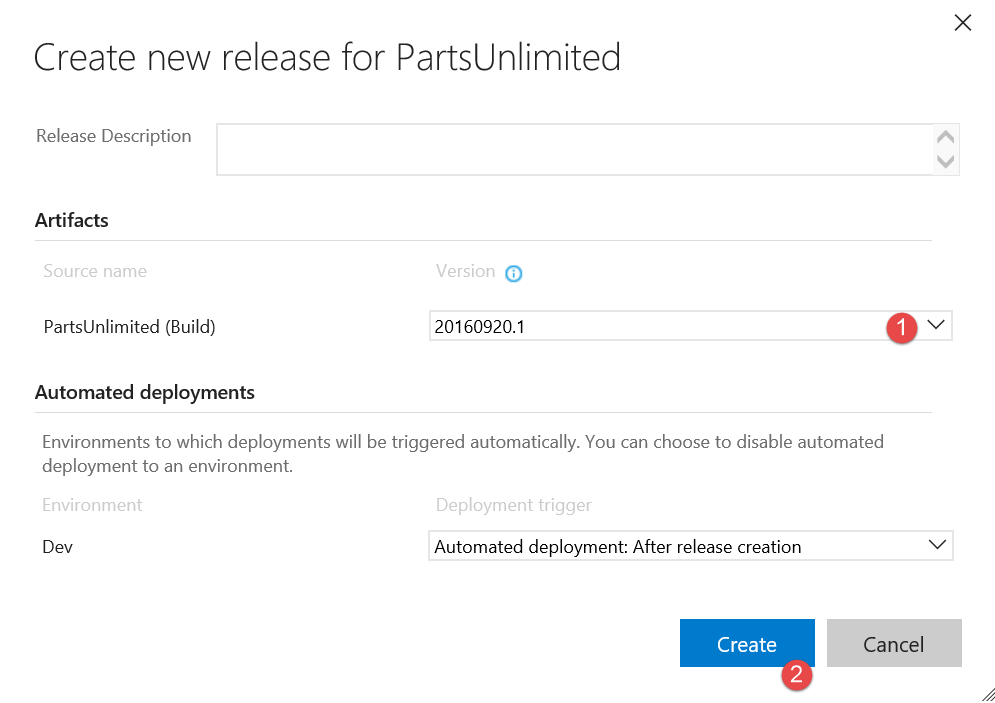 Create new release for PartsUnlimited
Release Description
Artifacts
Source name Version
PartsUnlimited (Build) 20160920.1 1
Automated deployments
Environments to which deployments will be triggered automatically. You can choose to disable automated
deployment to an environment.
Environment Deployment trigger
Dev Automated deployment: After release creation
Create Cancel
2